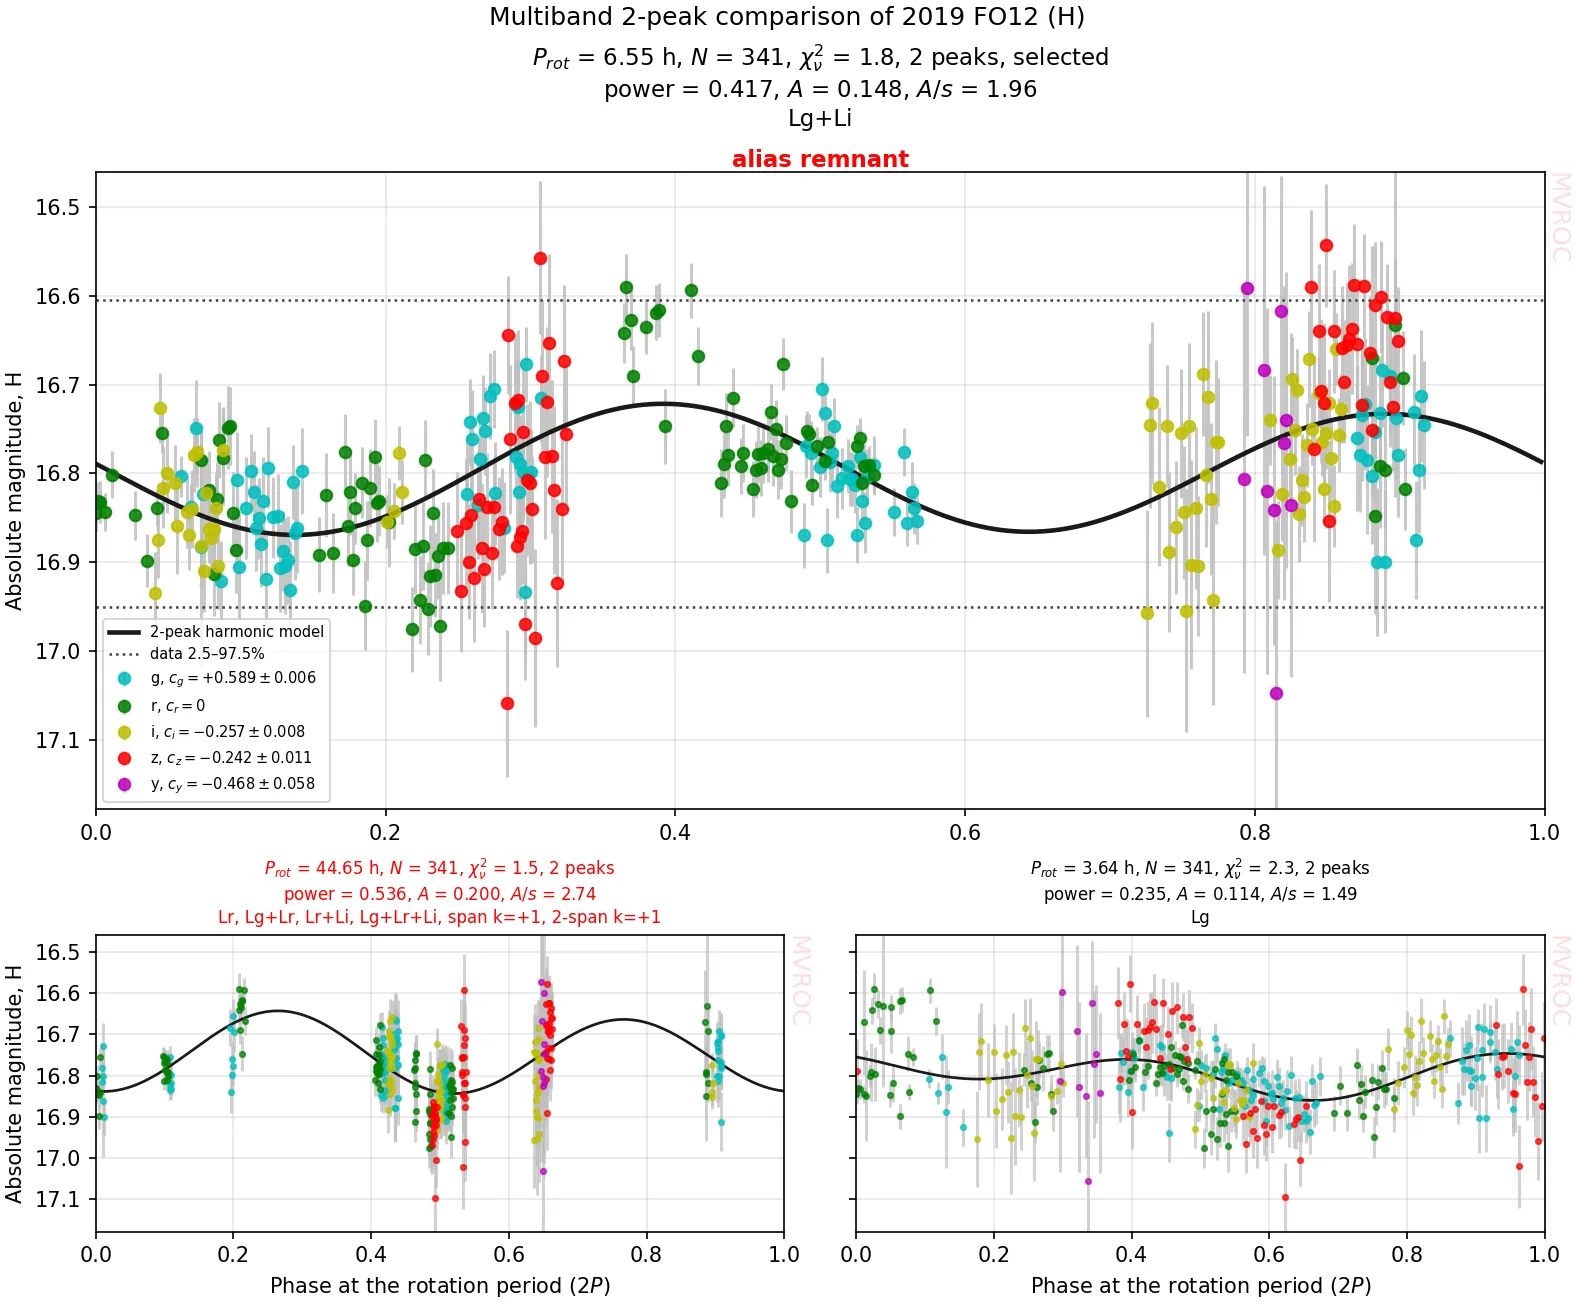 Multiband 2-peak comparison of 2019 FO12 (H)
P_rot = 6.55 h, N = 341, χ²_ν = 1.8, 2 peaks, selected
power = 0.417, A = 0.148, A/s = 1.96
Lg+Li
alias remnant
MVROC
Absolute magnitude, H
16.5
16.6
16.7
16.8
16.9
17.0
17.1
2-peak harmonic model
data 2.5–97.5%
g, c_g = +0.589 ± 0.006
r, c_r = 0
i, c_i = −0.257 ± 0.008
z, c_z = −0.242 ± 0.011
y, c_y = −0.468 ± 0.058
0.0 0.2 0.4 0.6 0.8 1.0
P_rot = 44.65 h, N = 341, χ²_ν = 1.5, 2 peaks
power = 0.536, A = 0.200, A/s = 2.74
Lr, Lg+Lr, Lr+Li, Lg+Lr+Li, span k=+1, 2-span k=+1
MVROC
Absolute magnitude, H
16.5
16.6
16.7
16.8
16.9
17.0
17.1
0.0 0.2 0.4 0.6 0.8 1.0
Phase at the rotation period (2P)
P_rot = 3.64 h, N = 341, χ²_ν = 2.3, 2 peaks
power = 0.235, A = 0.114, A/s = 1.49
Lg
MVROC
0.0 0.2 0.4 0.6 0.8 1.0
Phase at the rotation period (2P)